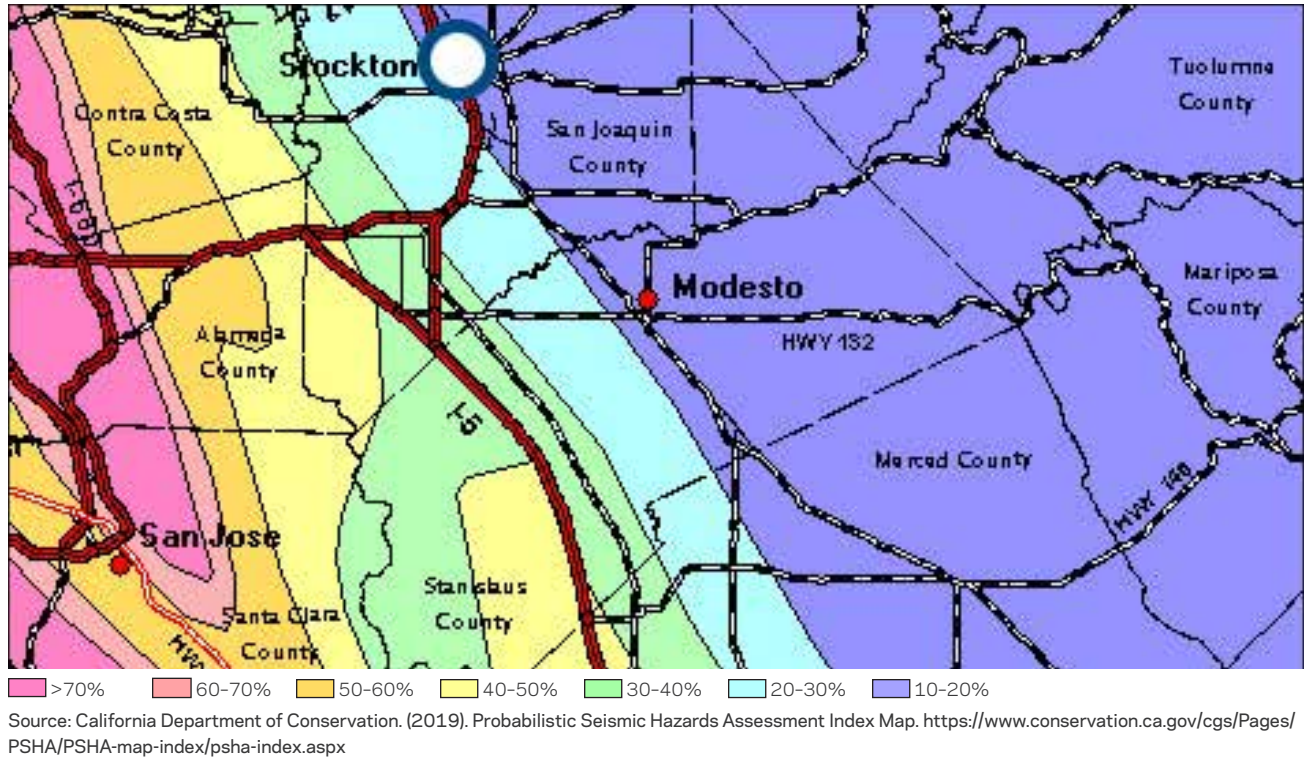 Stockton
Tuolumne
County
Contra Costa
County
San Joaquin
County
I-680
Modesto
Mariposa
County
Alameda
County
HWY 132
I-5
Merced County
HWY 140
San Jose
Stanislaus
County
Santa Clara
County
HW
>70%
60-70%
50-60%
40-50%
30-40%
20-30%
10-20%
Source: California Department of Conservation. (2019). Probabilistic Seismic Hazards Assessment Index Map. https://www.conservation.ca.gov/cgs/Pages/
PSHA/PSHA-map-index/psha-index.aspx